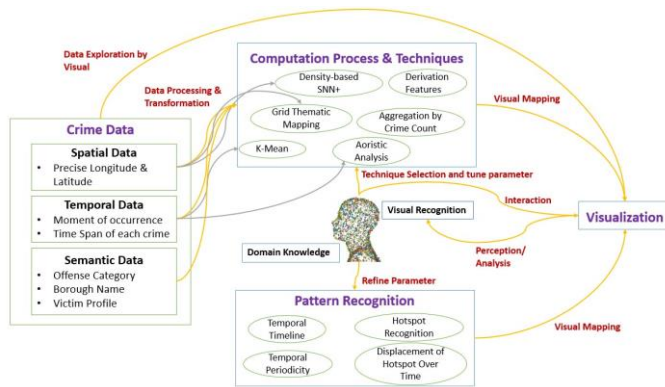 Data Exploration by
Visual
Computation Process & Techniques
Density-based
SNN+
Derivation
Features
Data Processing &
Transformation
Grid Thematic
Mapping
Aggregation by
Crime Count
Visual Mapping
K-Mean
Aoristic
Analysis
Crime Data
Spatial Data
• Precise Longitude &
Latitude
Temporal Data
• Moment of occurrence
• Time Span of each crime
Semantic Data
• Offense Category
• Borough Name
• Victim Profile
Technique Selection and tune parameter
Interaction
Visual Recognition
Visualization
Domain Knowledge
Perception/
Analysis
Refine Parameter
Pattern Recognition
Temporal
Timeline
Hotspot
Recognition
Temporal
Periodicity
Displacement of
Hotspot Over
Time
Visual Mapping